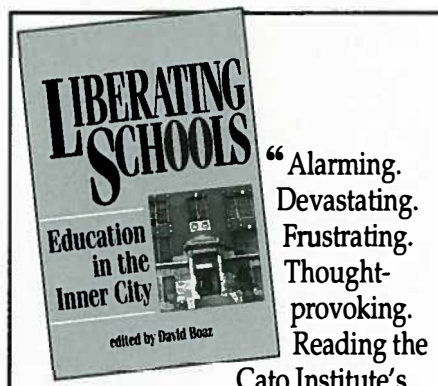 LIBERATING
SCHOOLS
Education
in the
Inner City
edited by David Boaz
“Alarming.
Devastating.
Frustrating.
Thought-
provoking.
Reading the
Cato Institute's